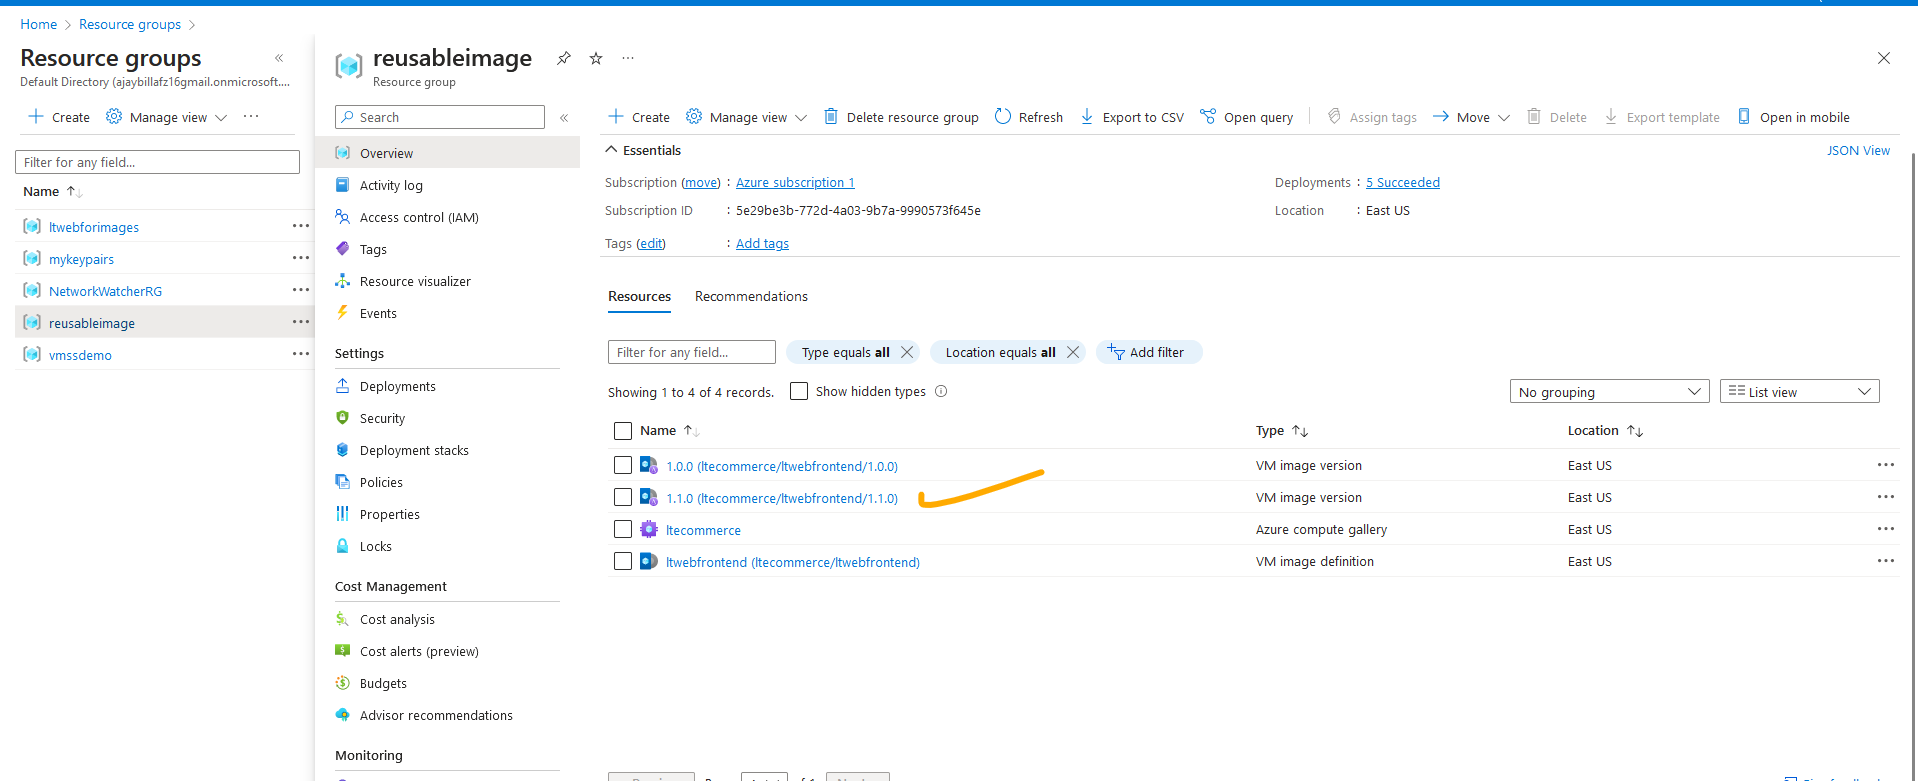 Home > Resource groups >
Resource groups «
Default Directory (ajaybillafz16gmail.onmicrosoft....
Create Manage view ...
Filter for any field...
Name
ltwebforimages ...
mykeypairs ...
NetworkWatcherRG ...
reusableimage ...
vmssdemo ...
reusableimage ...
Resource group
Search «
Overview
Activity log
Access control (IAM)
Tags
Resource visualizer
Events
Settings
Deployments
Security
Deployment stacks
Policies
Properties
Locks
Cost Management
Cost analysis
Cost alerts (preview)
Budgets
Advisor recommendations
Monitoring
Create Manage view Delete resource group Refresh Export to CSV Open query Assign tags Move Delete Export template Open in mobile
Essentials JSON View
Subscription (move) : Azure subscription 1 Deployments : 5 Succeeded
Subscription ID : 5e29be3b-772d-4a03-9b7a-9990573f645e Location : East US
Tags (edit) : Add tags
Resources Recommendations
Filter for any field... Type equals all Location equals all Add filter
Showing 1 to 4 of 4 records. Show hidden types No grouping List view
Name Type Location
1.0.0 (ltecommerce/ltwebfrontend/1.0.0) VM image version East US ...
1.1.0 (ltecommerce/ltwebfrontend/1.1.0) VM image version East US ...
ltecommerce Azure compute gallery East US ...
ltwebfrontend (ltecommerce/ltwebfrontend) VM image definition East US ...